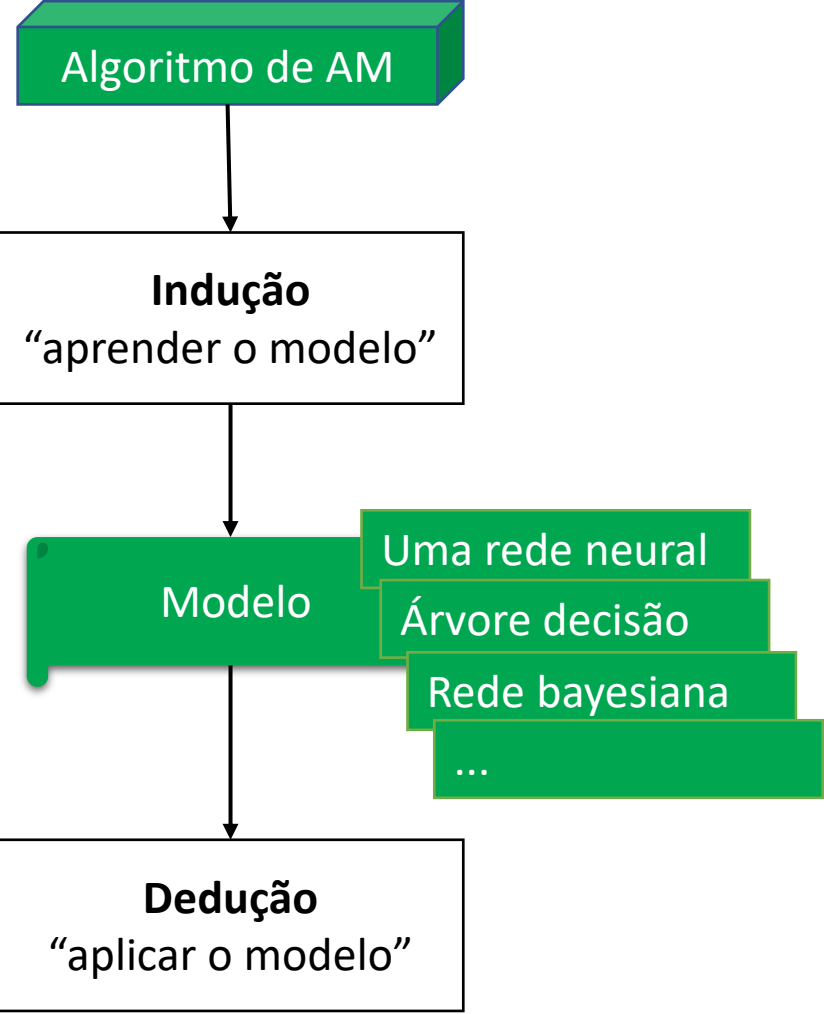 Algoritmo de AM
Indução
“aprender o modelo”
Modelo
Uma rede neural
Árvore decisão
Rede bayesiana
...
Dedução
“aplicar o modelo”